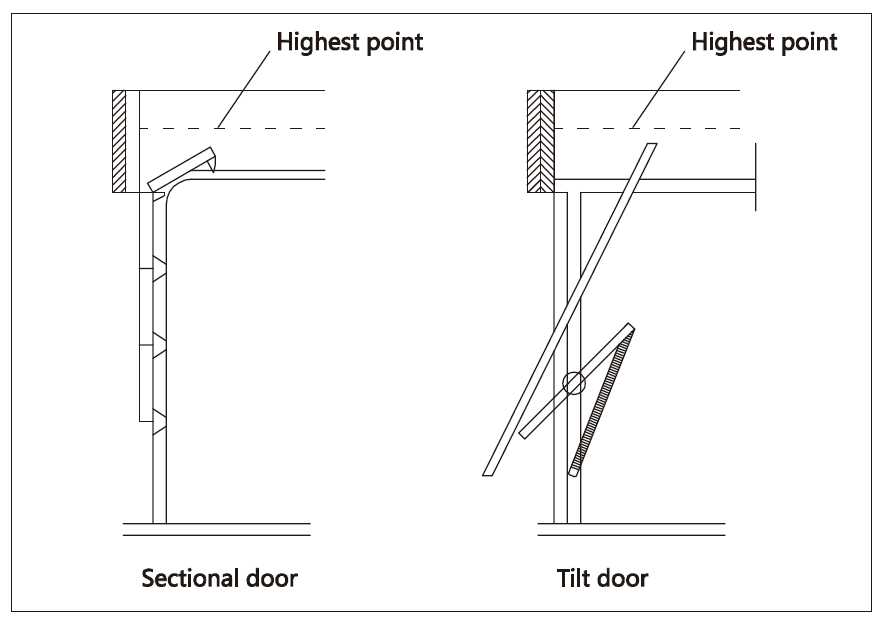 Highest point
Highest point
Sectional door
Tilt door